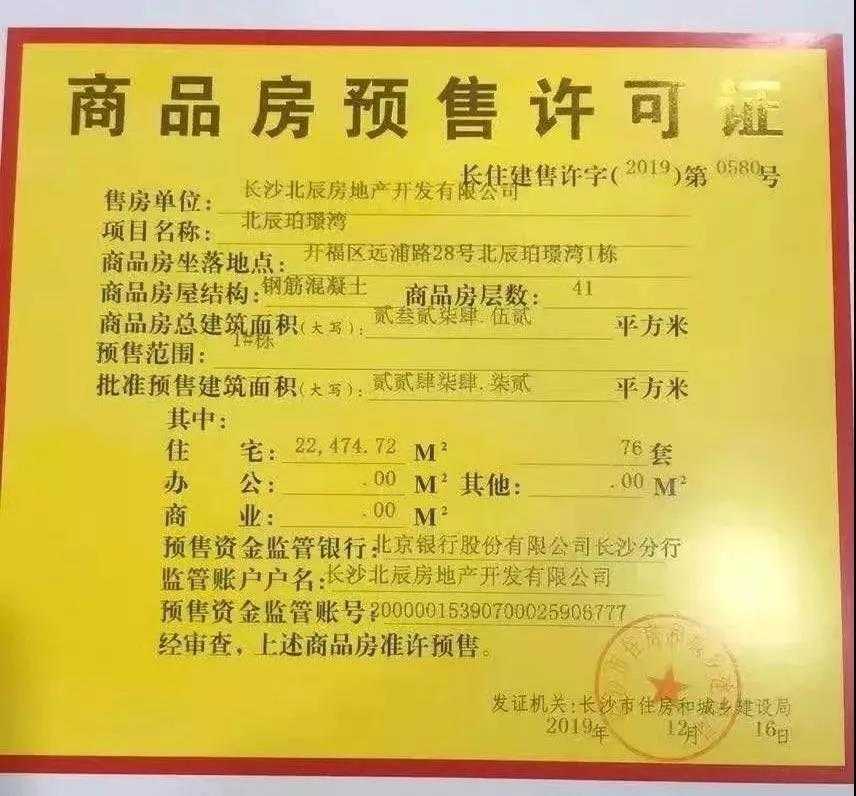 商品房预售许可证
长住建售许字(2019)第0580号
售房单位:长沙北辰房地产开发有限公司
项目名称:北辰珀璟湾
商品房坐落地点:开福区远浦路28号北辰珀璟湾1栋
商品房屋结构:钢筋混凝土 商品房层数:41
商品房总建筑面积(大写):贰叁贰柒肆.伍贰 平方米
预售范围:1#栋
批准预售建筑面积(大写):贰贰肆柒肆.柒贰 平方米
其中:
住宅:22,474.72 M² 76套
办公:.00 M² 其他:.00 M²
商业:.00 M²
预售资金监管银行:北京银行股份有限公司长沙分行
监管账户户名:长沙北辰房地产开发有限公司
预售资金监管账号:20000015390700025906777
经审查,上述商品房准许预售。
发证机关:长沙市住房和城乡建设局
2019年12月16日